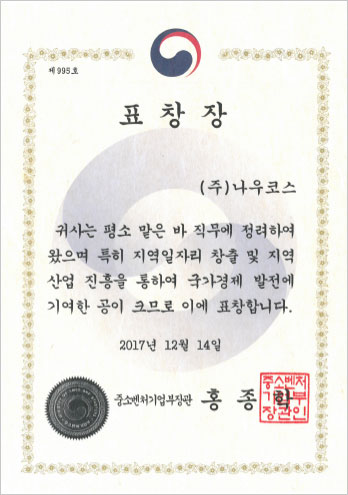 제 995 호
표 창 장
(주)나우코스
귀사는 평소 맡은 바 직무에 정려하여
왔으며 특히 지역일자리 창출 및 지역
산업 진흥을 통하여 국가경제 발전에
기여한 공이 크므로 이에 표창합니다.
2017년 12월 14일
중소벤처기업부장관 홍 종 학
중소벤처
기업부
장관인